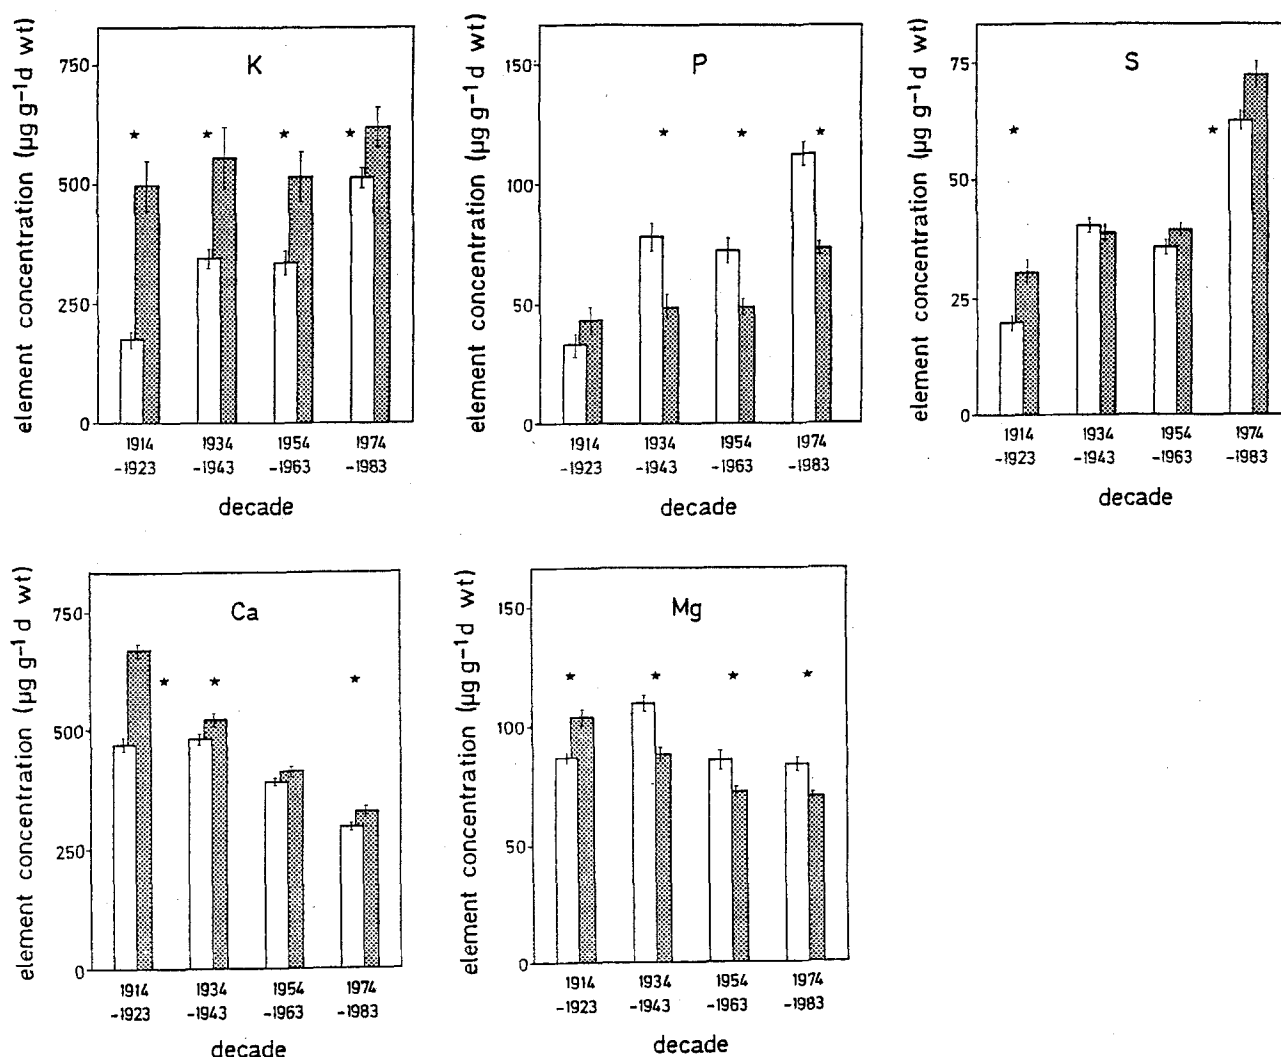 element concentration (µg g⁻¹d wt)
K
750
500
250
0
1914 1934 1954 1974
-1923 -1943 -1963 -1983
decade
element concentration (µg g⁻¹d wt)
P
150
100
50
0
1914 1934 1954 1974
-1923 -1943 -1963 -1983
decade
element concentration (µg g⁻¹d wt)
S
75
50
25
0
1914 1934 1954 1974
-1923 -1943 -1963 -1983
decade
element concentration (µg g⁻¹d wt)
Ca
750
500
250
0
1914 1934 1954 1974
-1923 -1943 -1963 -1983
decade
element concentration (µg g⁻¹d wt)
Mg
150
100
50
0
1914 1934 1954 1974
-1923 -1943 -1963 -1983
decade